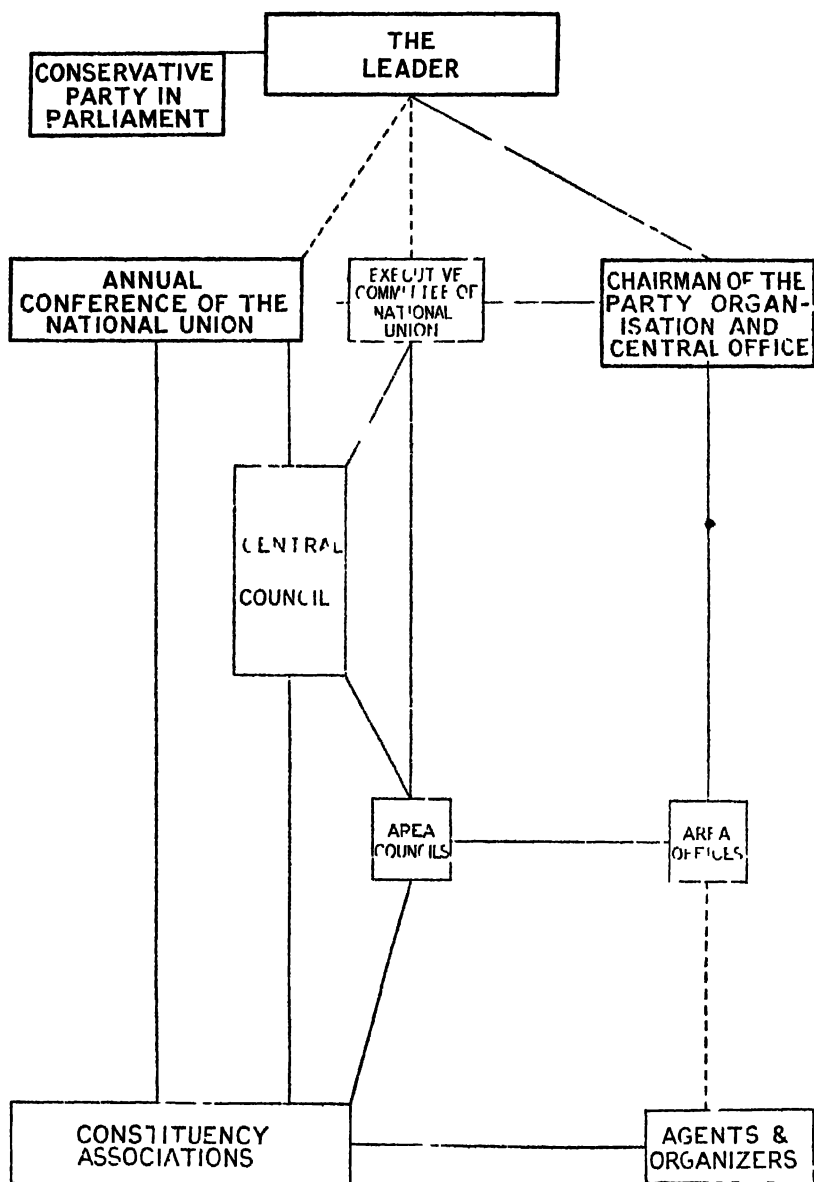 THE
LEADER
CONSERVATIVE
PARTY IN
PARLIAMENT
ANNUAL
CONFERENCE OF THE
NATIONAL UNION
EXECUTIVE
COMMITTEE OF
NATIONAL
UNION
CHAIRMAN OF THE
PARTY ORGAN-
ISATION AND
CENTRAL OFFICE
CENTRAL
COUNCIL
AREA
COUNCILS
AREA
OFFICES
CONSTITUENCY
ASSOCIATIONS
AGENTS &
ORGANIZERS